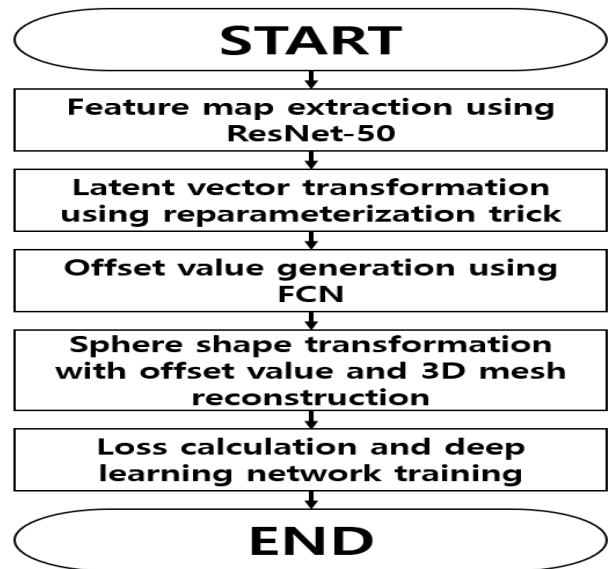 START
Feature map extraction using
ResNet-50
Latent vector transformation
using reparameterization trick
Offset value generation using
FCN
Sphere shape transformation
with offset value and 3D mesh
reconstruction
Loss calculation and deep
learning network training
END